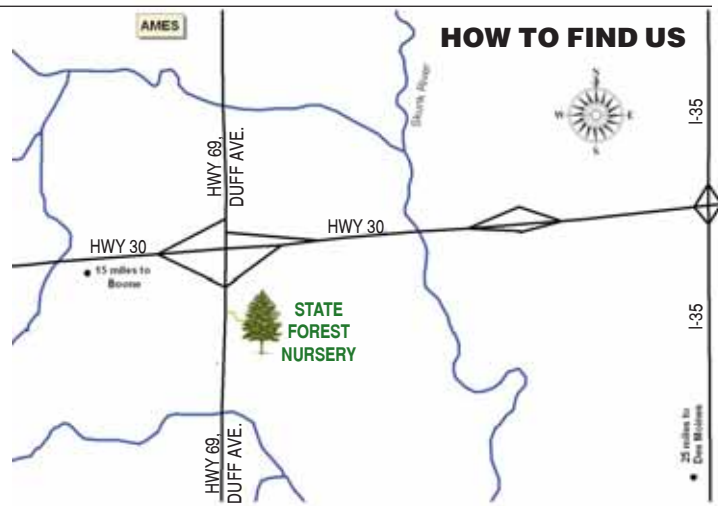 AMES
HOW TO FIND US
Skunk River
N
W
E
S
I-35
HWY 69,
DUFF AVE.
HWY 30
HWY 30
15 miles to
Boone
STATE
FOREST
NURSERY
I-35
HWY 69,
DUFF AVE.
25 miles to
Des Moines